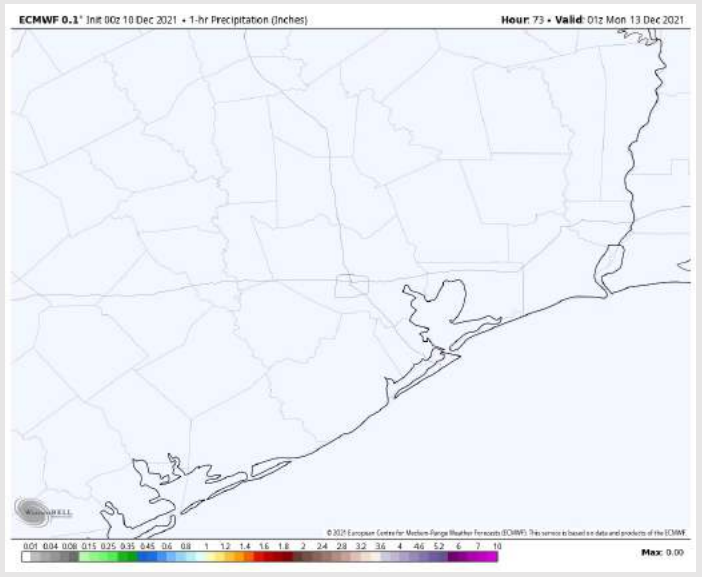 ECMWF 0.1° Init 00z 10 Dec 2021 • 1-hr Precipitation (Inches)
Hour: 73 • Valid: 01z Mon 13 Dec 2021
WeatherBELL
© 2021 European Centre for Medium-Range Weather Forecasts (ECMWF). This service is based on data and products of the ECMWF.
0.01 0.04 0.08 0.15 0.25 0.35 0.45 0.6 0.8 1 1.2 1.4 1.6 1.8 2 2.4 2.8 3.2 3.6 4 4.6 5.2 6 7 10
Max: 0.00